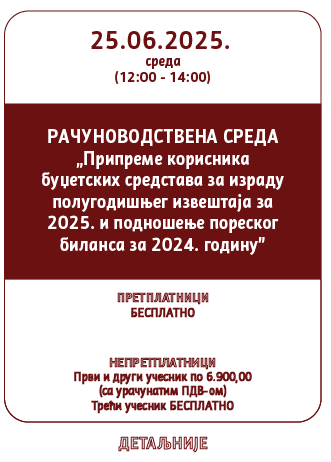 25.06.2025.
среда
(12:00 - 14:00)
РАЧУНОВОДСТВЕНА СРЕДА
„Припреме корисника
буџетских средстава за израду
полугодишњег извештаја за
2025. и подношење пореског
биланса за 2024. годину”
ПРЕТПЛАТНИЦИ
БЕСПЛАТНО
НЕПРЕТПЛАТНИЦИ
Први и други учесник по 6.900,00
(са урачунатим ПДВ-ом)
Трећи учесник БЕСПЛАТНО
ДЕТАЉНИЈЕ